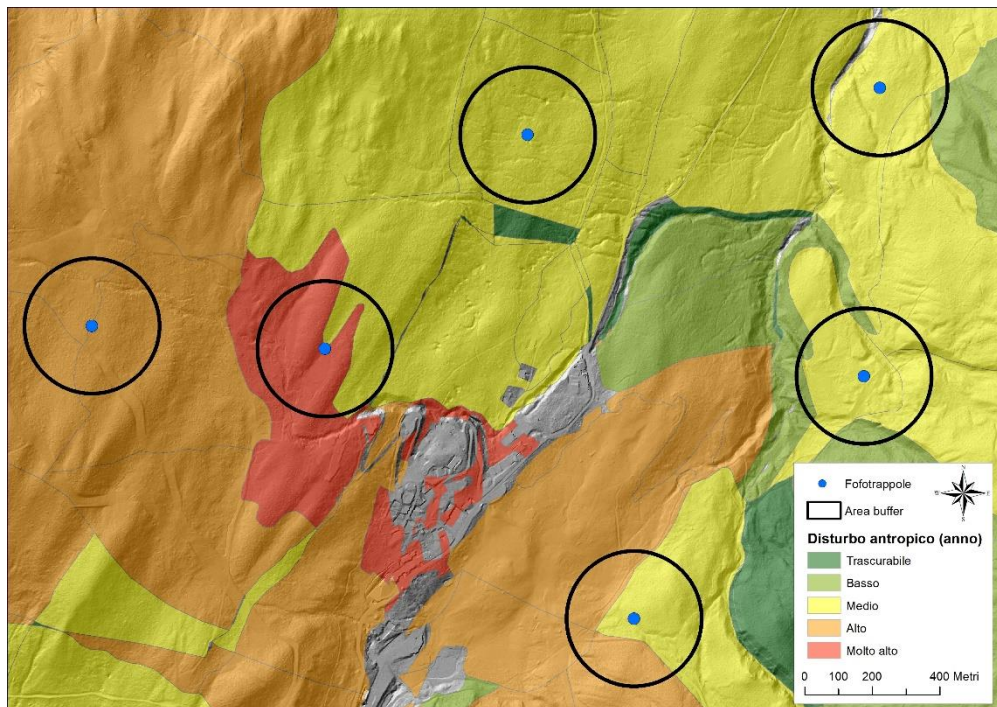 Fofotrappole
Area buffer
Disturbo antropico (anno)
Trascurabile
Basso
Medio
Alto
Molto alto
0 100 200 400 Metri